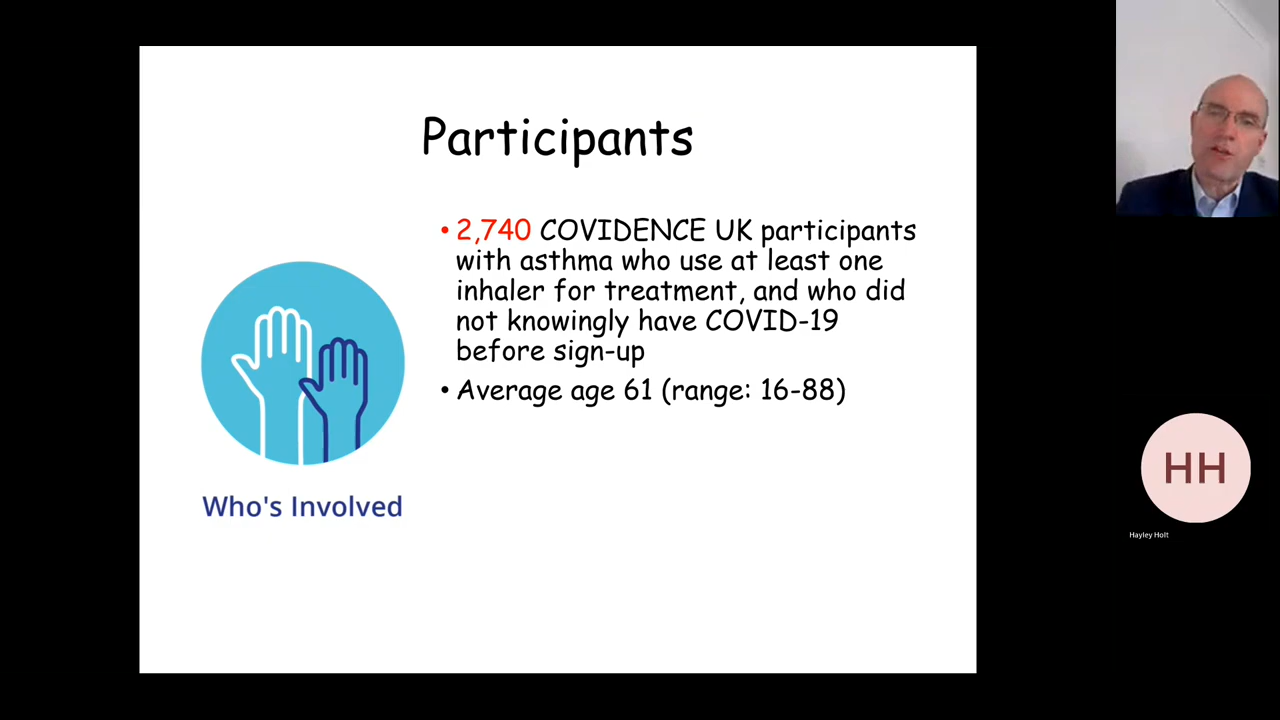 Participants
• 2,740 COVIDENCE UK participants
with asthma who use at least one
inhaler for treatment, and who did
not knowingly have COVID-19
before sign-up
• Average age 61 (range: 16-88)
Who's Involved
HH
Hayley Holt